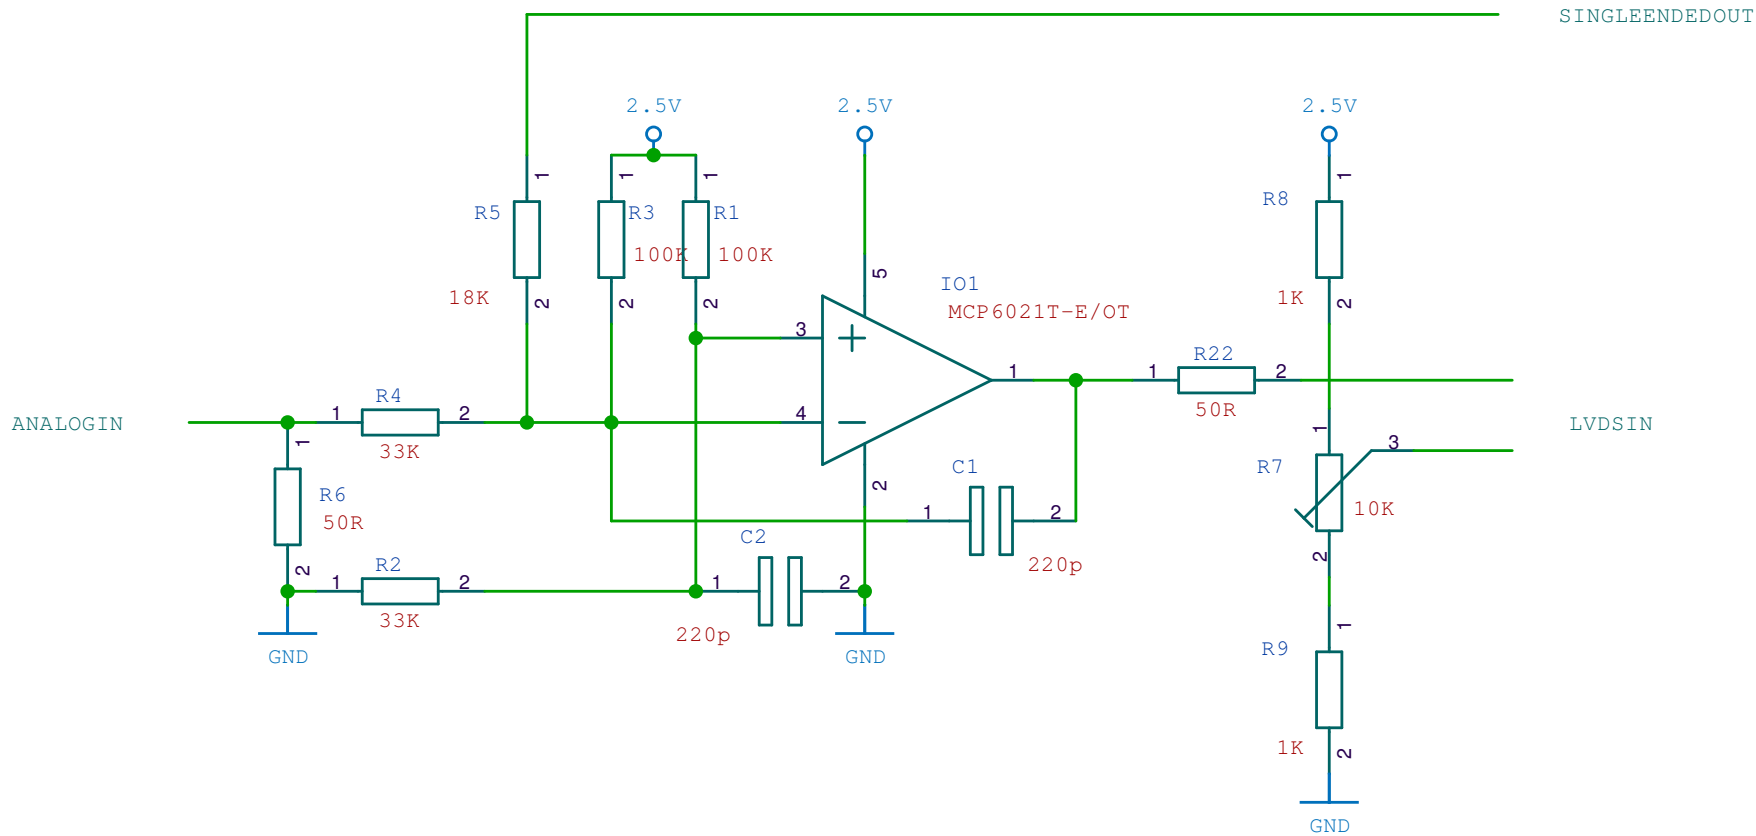 SINGLEENDEDOUT
2.5V 2.5V 2.5V
1 1 1 1
R5 R3 R1 R8
100K 100K
5
IO1
18K 2 2 2 1K 2
MCP6021T-E/OT
3
R22
1 1 2
R4 50R
ANALOGIN 1 2 4 LVDSIN
33K
1 1 3
C1 R7
R6 2
50R 1 2 10K
C2
R2 2 220p 2
1 2 1 2
33K 220p
1
GND GND R9
1K 2
GND